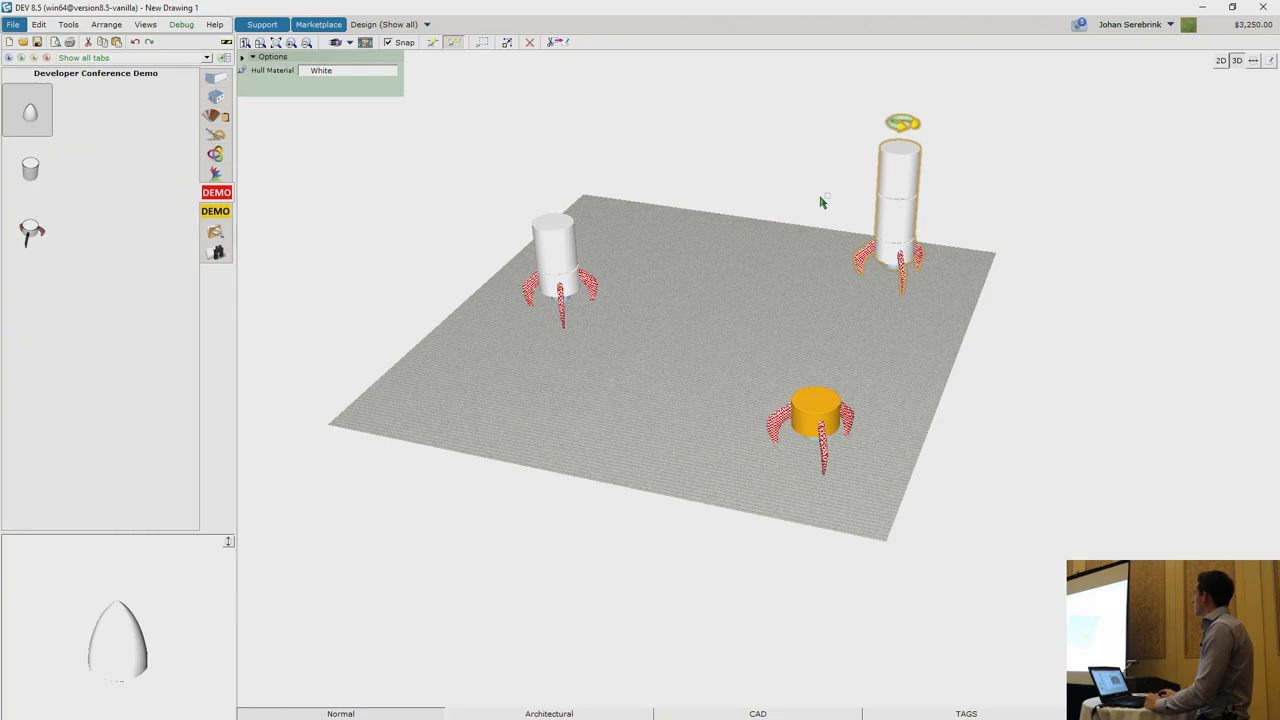 DEV 8.5 (win64@version8.5-vanilla) - New Drawing 1
File Edit Tools Arrange Views Debug Help Support Marketplace Design (Show all) Johan Serebrink $3,250.00
Snap
Show all tabs
Options
Hull Material White
2D 3D
Developer Conference Demo
DEMO
DEMO
Normal Architectural CAD TAGS